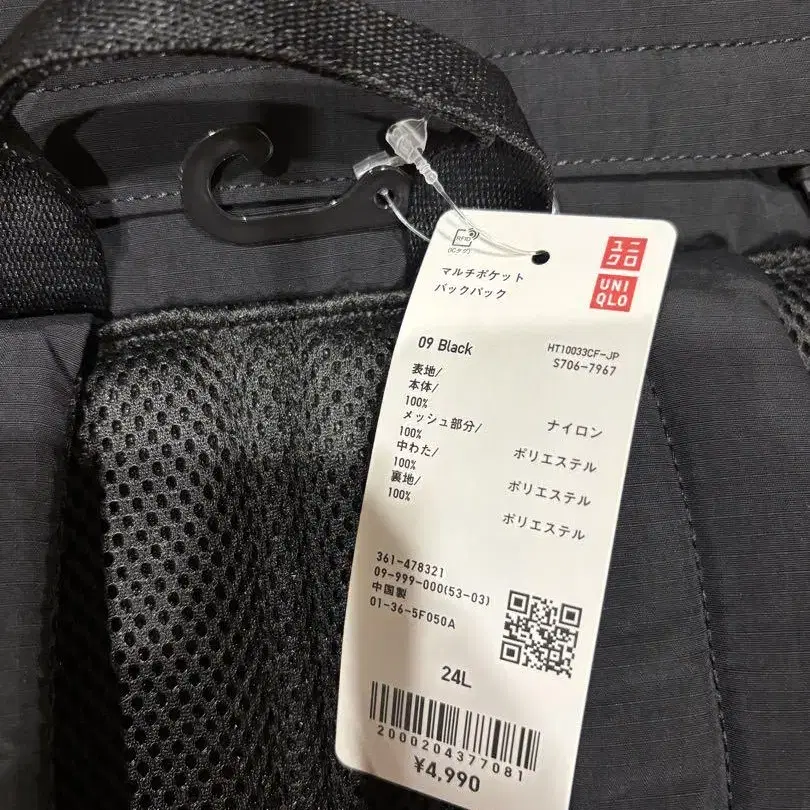 RFID
(ICタグ)
ユニ
クロ
UNI
QLO
マルチポケット
バックパック
09 Black
HT10033CF-JP
S706-7967
表地/
本体/
100% ナイロン
メッシュ部分/
100% ポリエステル
中わた/
100% ポリエステル
裏地/
100% ポリエステル
361-478321
09-999-000(53-03)
中国製
01-36-5F050A
24L
2000204377081
¥4,990